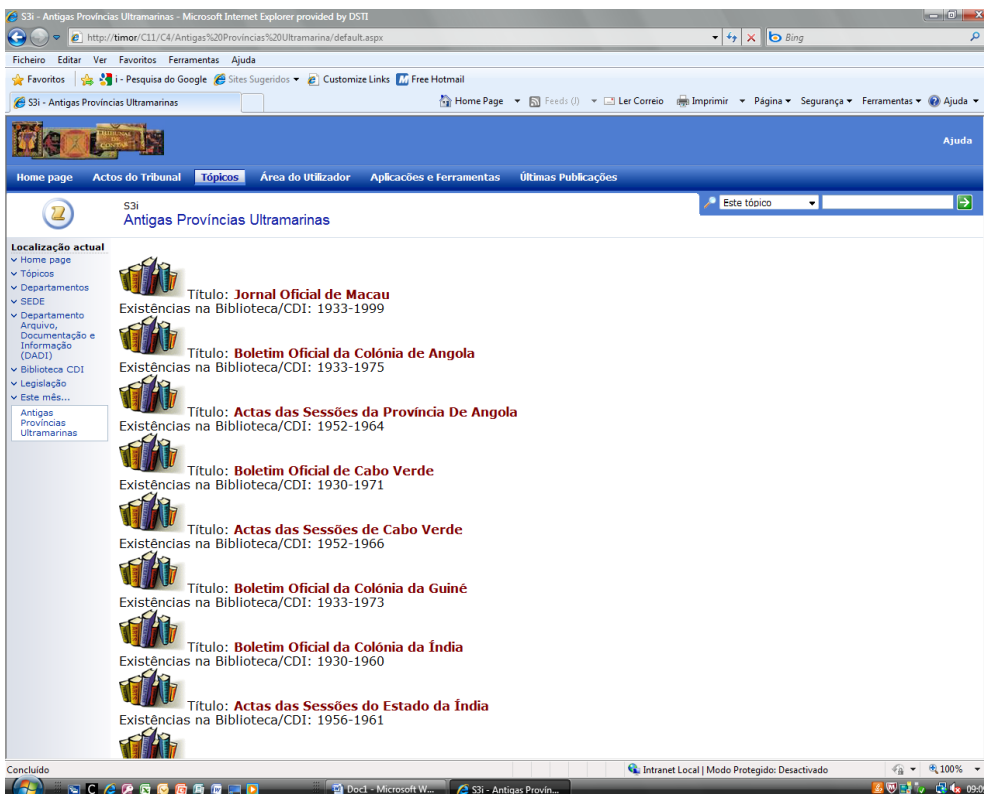 S3i - Antigas Províncias Ultramarinas - Microsoft Internet Explorer provided by DSTI
http://timor/C11/C4/Antigas%20Províncias%20Ultramarina/default.aspx
Bing
Ficheiro Editar Ver Favoritos Ferramentas Ajuda
Favoritos i - Pesquisa do Google Sites Sugeridos Customize Links Free Hotmail
S3i - Antigas Províncias Ultramarinas
Home Page Feeds (J) Ler Correio Imprimir Página Segurança Ferramentas Ajuda
TRIBUNAL
DE
CONTAS
Ajuda
Home page Actos do Tribunal Tópicos Área do Utilizador Aplicações e Ferramentas Últimas Publicações
S3i
Antigas Províncias Ultramarinas
Este tópico
Localização actual
Home page
Tópicos
Departamentos
SEDE
Departamento
Arquivo,
Documentação e
Informação
(DADI)
Biblioteca CDI
Legislação
Este mês...
Antigas
Províncias
Ultramarinas
Título: Jornal Oficial de Macau
Existências na Biblioteca/CDI: 1933-1999
Título: Boletim Oficial da Colónia de Angola
Existências na Biblioteca/CDI: 1933-1975
Título: Actas das Sessões da Província De Angola
Existências na Biblioteca/CDI: 1952-1964
Título: Boletim Oficial de Cabo Verde
Existências na Biblioteca/CDI: 1930-1971
Título: Actas das Sessões de Cabo Verde
Existências na Biblioteca/CDI: 1952-1966
Título: Boletim Oficial da Colónia da Guiné
Existências na Biblioteca/CDI: 1933-1973
Título: Boletim Oficial da Colónia da Índia
Existências na Biblioteca/CDI: 1930-1960
Título: Actas das Sessões do Estado da Índia
Existências na Biblioteca/CDI: 1956-1961
Concluído
Intranet Local | Modo Protegido: Desactivado
100%
Doc1 - Microsoft W...
S3i - Antigas Provín...